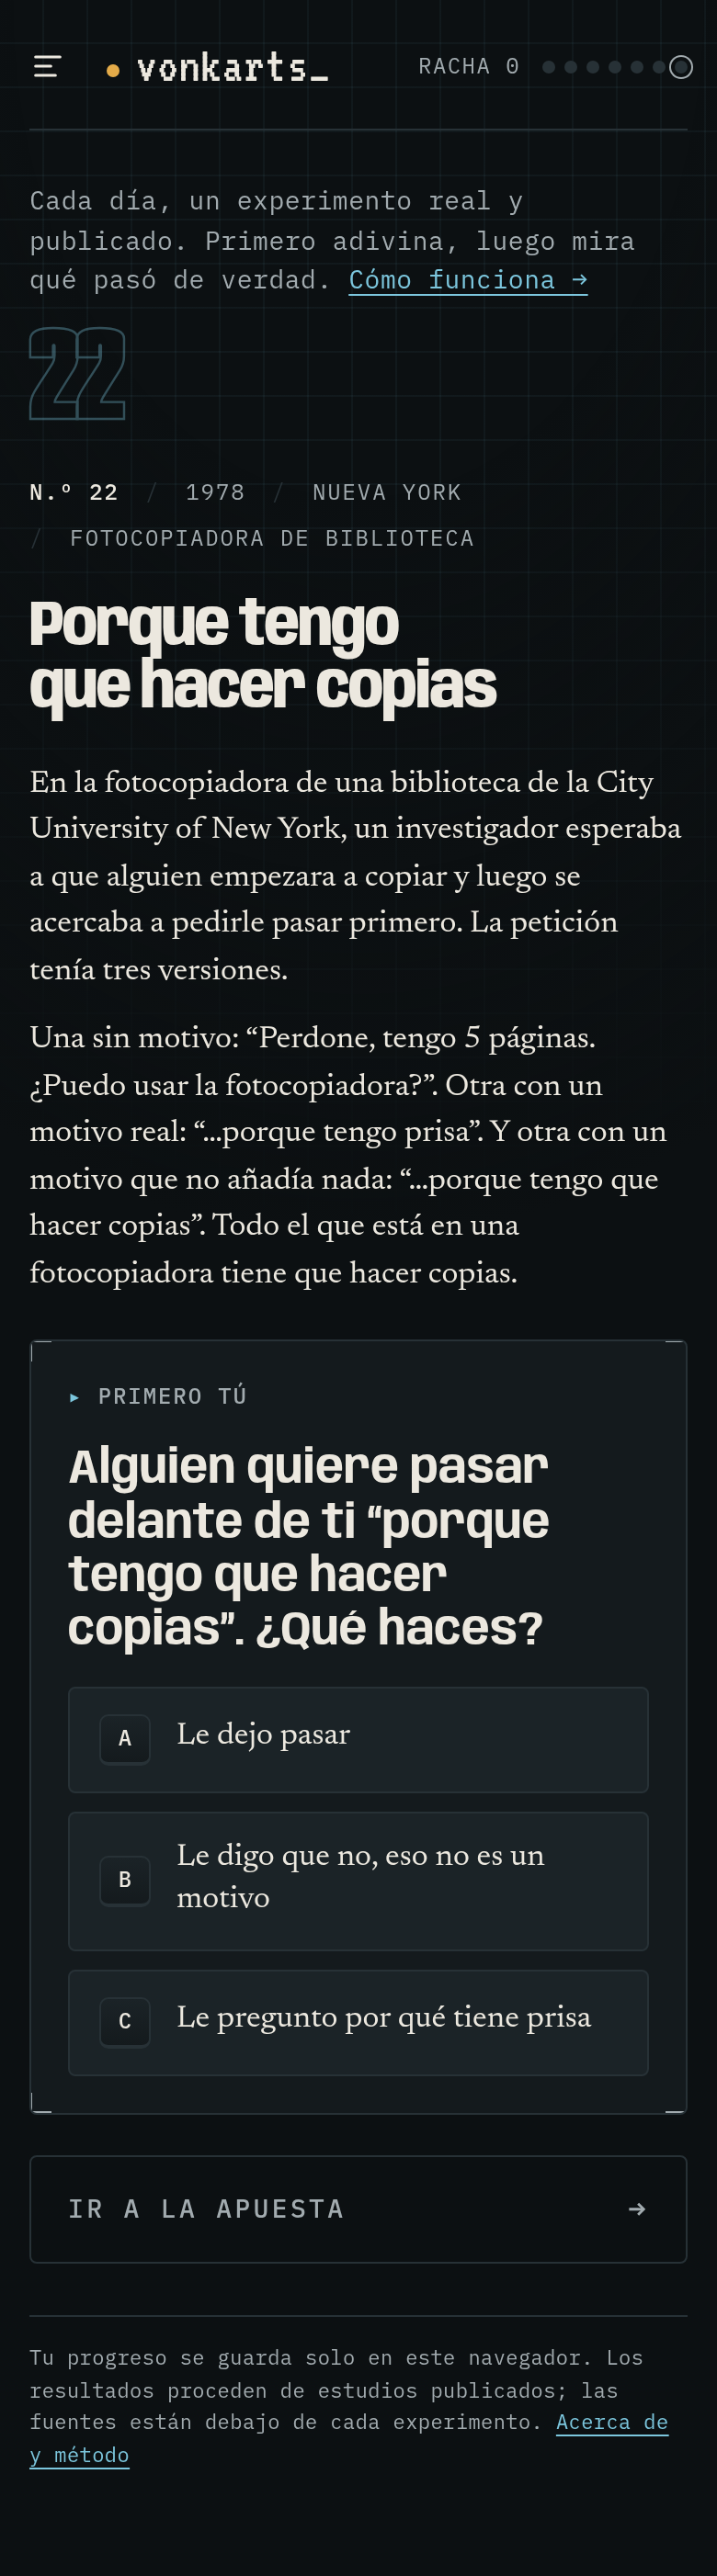 vonkarts_
RACHA 0
Cada día, un experimento real y
publicado. Primero adivina, luego mira
qué pasó de verdad. Cómo funciona →
22
N.º 22 / 1978 / NUEVA YORK
/ FOTOCOPIADORA DE BIBLIOTECA
Porque tengo
que hacer copias
En la fotocopiadora de una biblioteca de la City
University of New York, un investigador esperaba
a que alguien empezara a copiar y luego se
acercaba a pedirle pasar primero. La petición
tenía tres versiones.
Una sin motivo: “Perdone, tengo 5 páginas.
¿Puedo usar la fotocopiadora?”. Otra con un
motivo real: “…porque tengo prisa”. Y otra con un
motivo que no añadía nada: “…porque tengo que
hacer copias”. Todo el que está en una
fotocopiadora tiene que hacer copias.
▸ PRIMERO TÚ
Alguien quiere pasar
delante de ti “porque
tengo que hacer
copias”. ¿Qué haces?
A Le dejo pasar
B Le digo que no, eso no es un
motivo
C Le pregunto por qué tiene prisa
IR A LA APUESTA →
Tu progreso se guarda solo en este navegador. Los
resultados proceden de estudios publicados; las
fuentes están debajo de cada experimento. Acerca de
y método